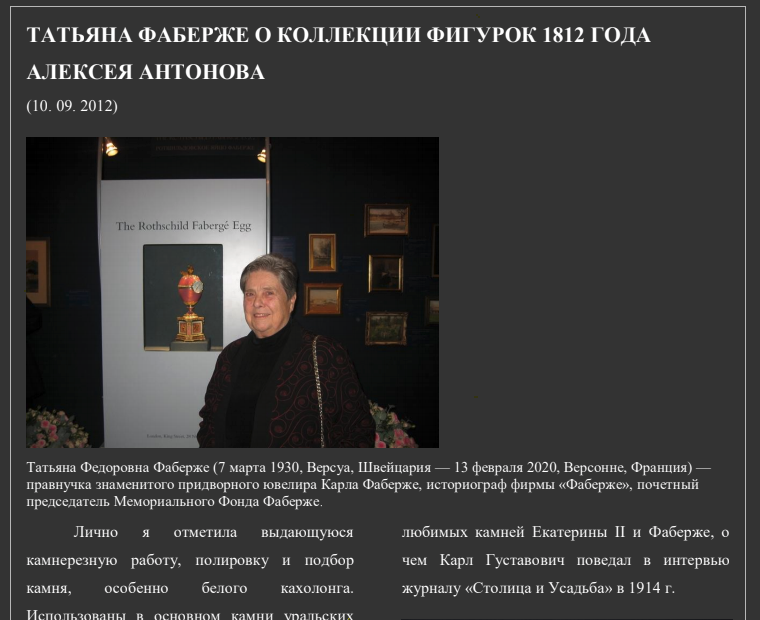 ТАТЬЯНА ФАБЕРЖЕ О КОЛЛЕКЦИИ ФИГУРОК 1812 ГОДА
АЛЕКСЕЯ АНТОНОВА
(10. 09. 2012)
The Rothschild Fabergé Egg
Татьяна Федоровна Фаберже (7 марта 1930, Версуа, Швейцария — 13 февраля 2020, Версонне, Франция) —
правнучка знаменитого придворного ювелира Карла Фаберже, историограф фирмы «Фаберже», почетный
председатель Мемориального Фонда Фаберже.
Лично я отметила выдающуюся
камнерезную работу, полировку и подбор
камня, особенно белого кахолонга.
Использованы в основном камни уральских
любимых камней Екатерины II и Фаберже, о
чем Карл Густавович поведал в интервью
журналу «Столица и Усадьба» в 1914 г.